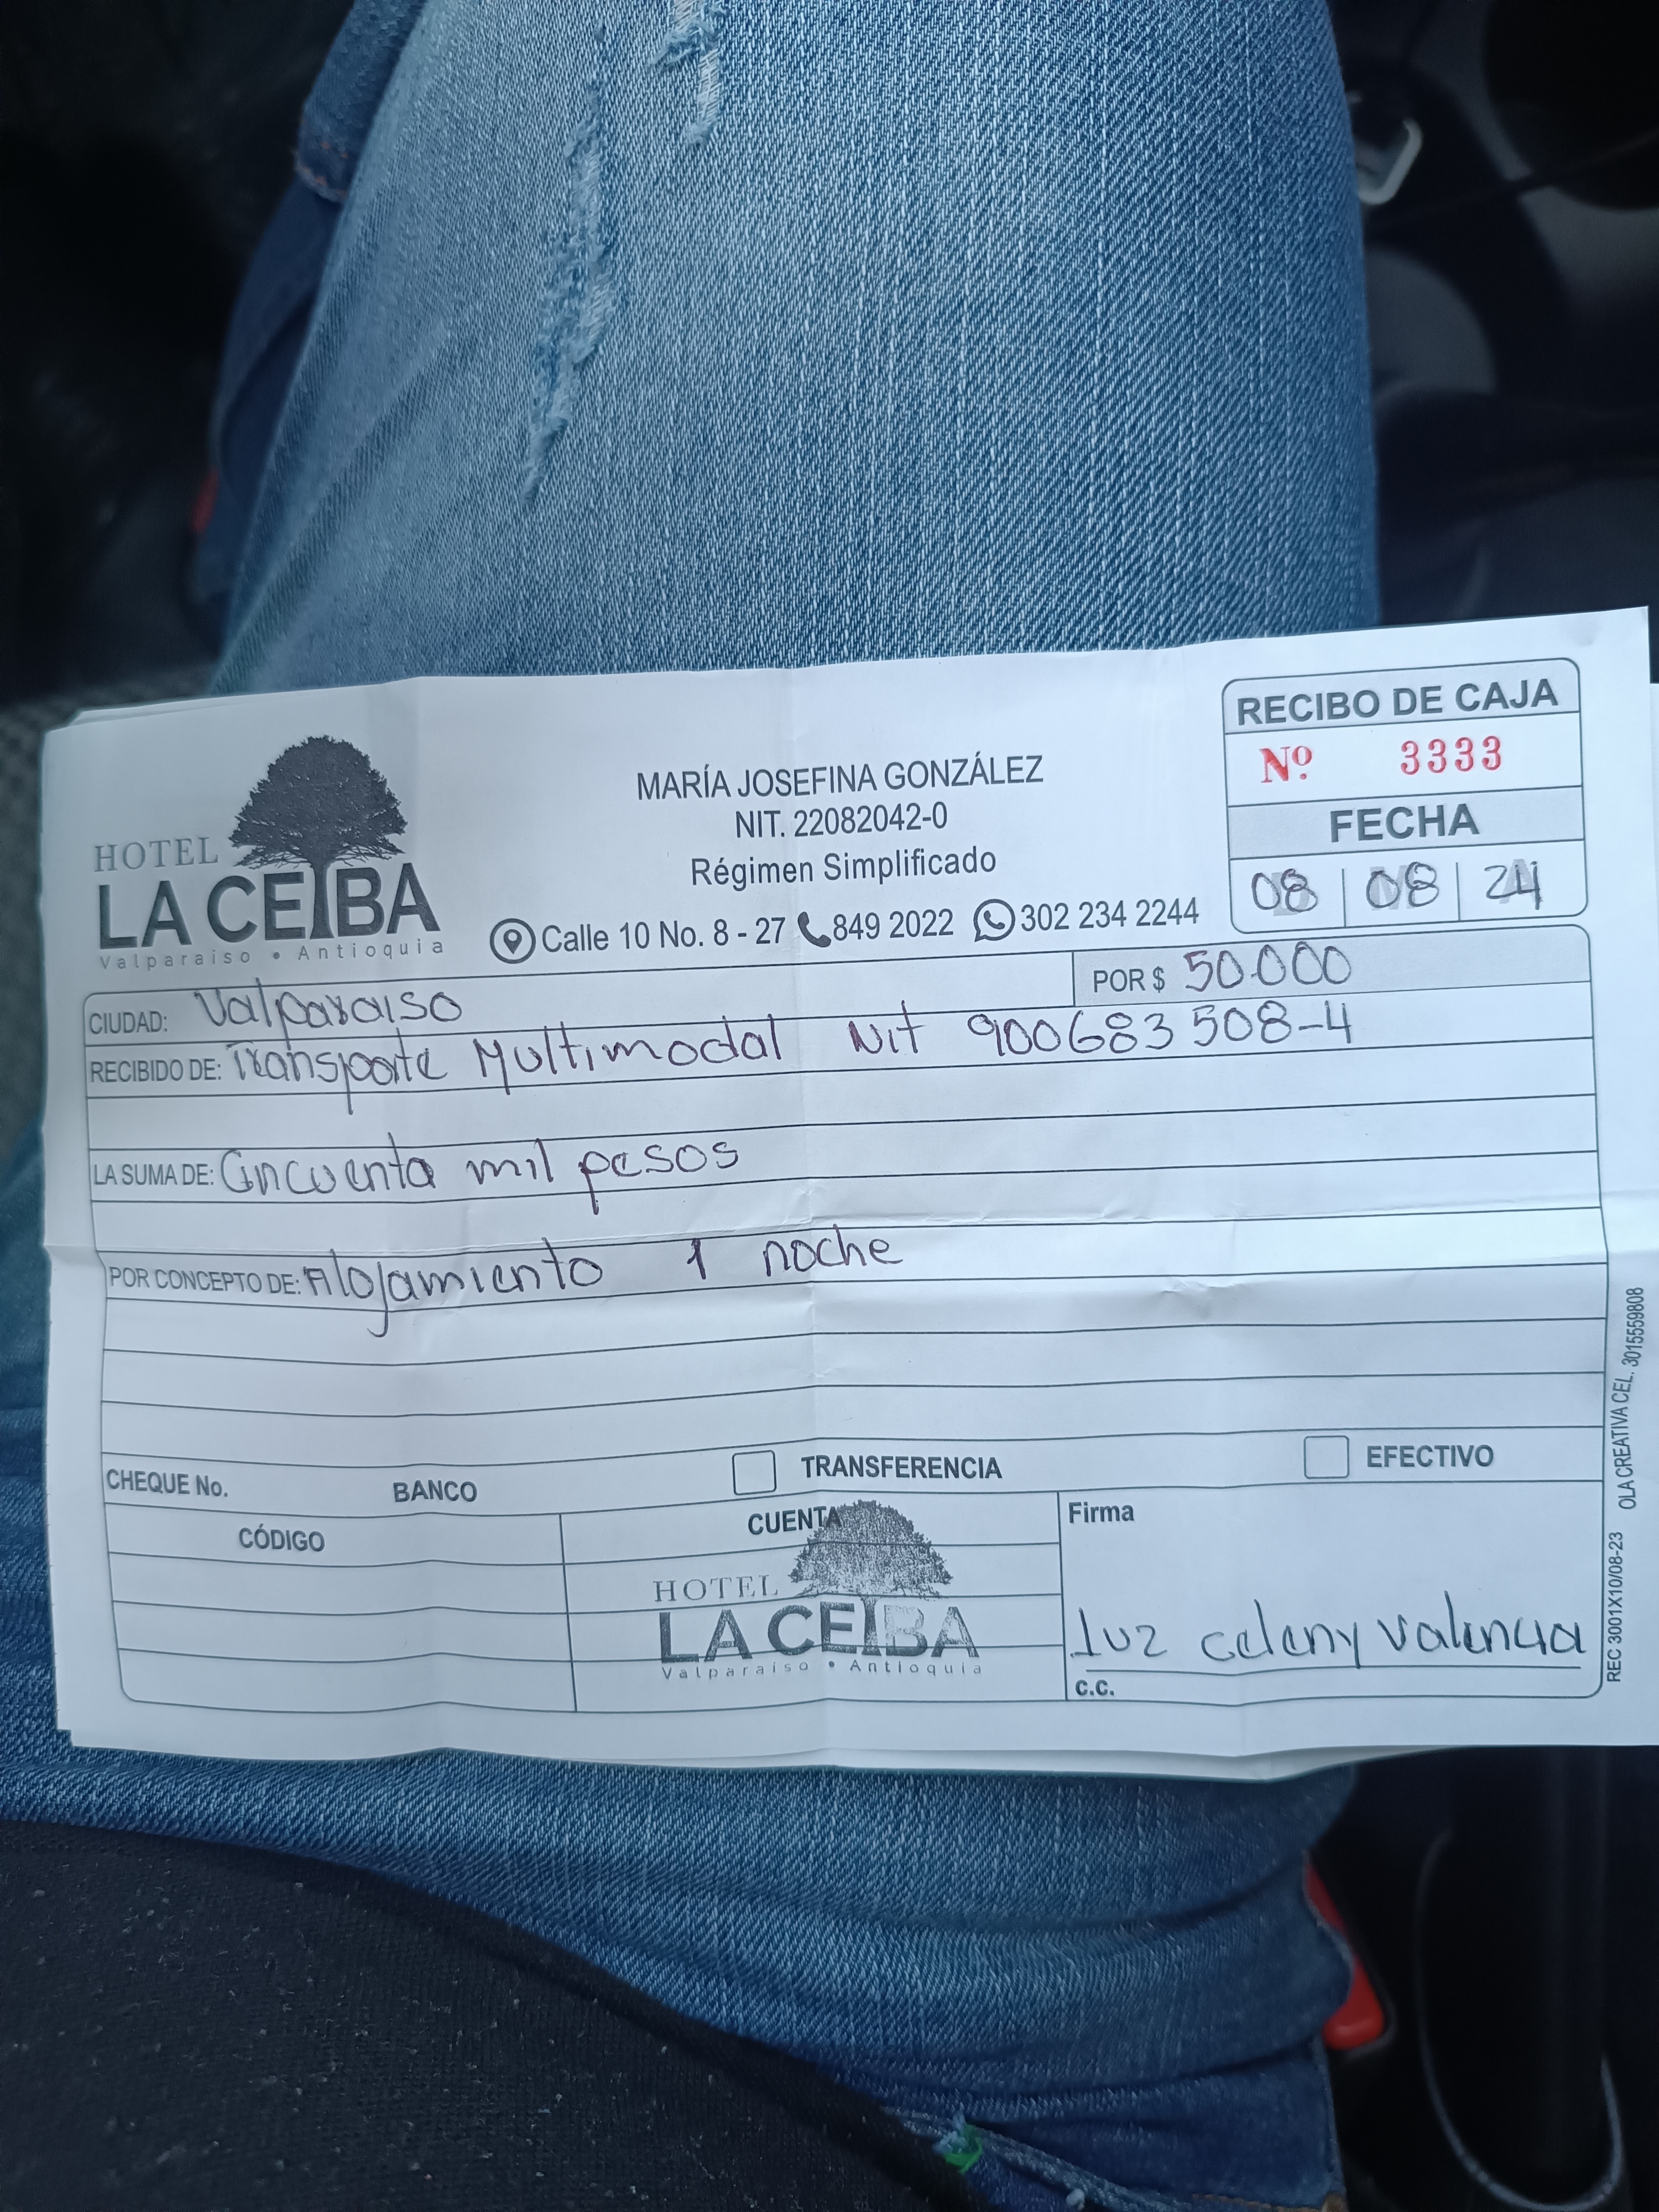 HOTEL
LA CEIBA
Valparaiso • Antioquia
MARÍA JOSEFINA GONZÁLEZ
NIT. 22082042-0
Régimen Simplificado
Calle 10 No. 8 - 27 849 2022 302 234 2244
RECIBO DE CAJA
Nº. 3333
FECHA
08 08 24
CIUDAD: Valparaiso POR $ 50.000
RECIBIDO DE: Transporte Multimodal Nit 900683508-4
LA SUMA DE: Cincuenta mil pesos
POR CONCEPTO DE: Alojamiento 1 noche
CHEQUE No. BANCO TRANSFERENCIA EFECTIVO
CÓDIGO CUENTA Firma
HOTEL
LA CEIBA
Valparaiso • Antioquia
luz celeny valencia
C.C.
REC 3001X10/08-23 OLA CREATIVA CEL. 3015559808